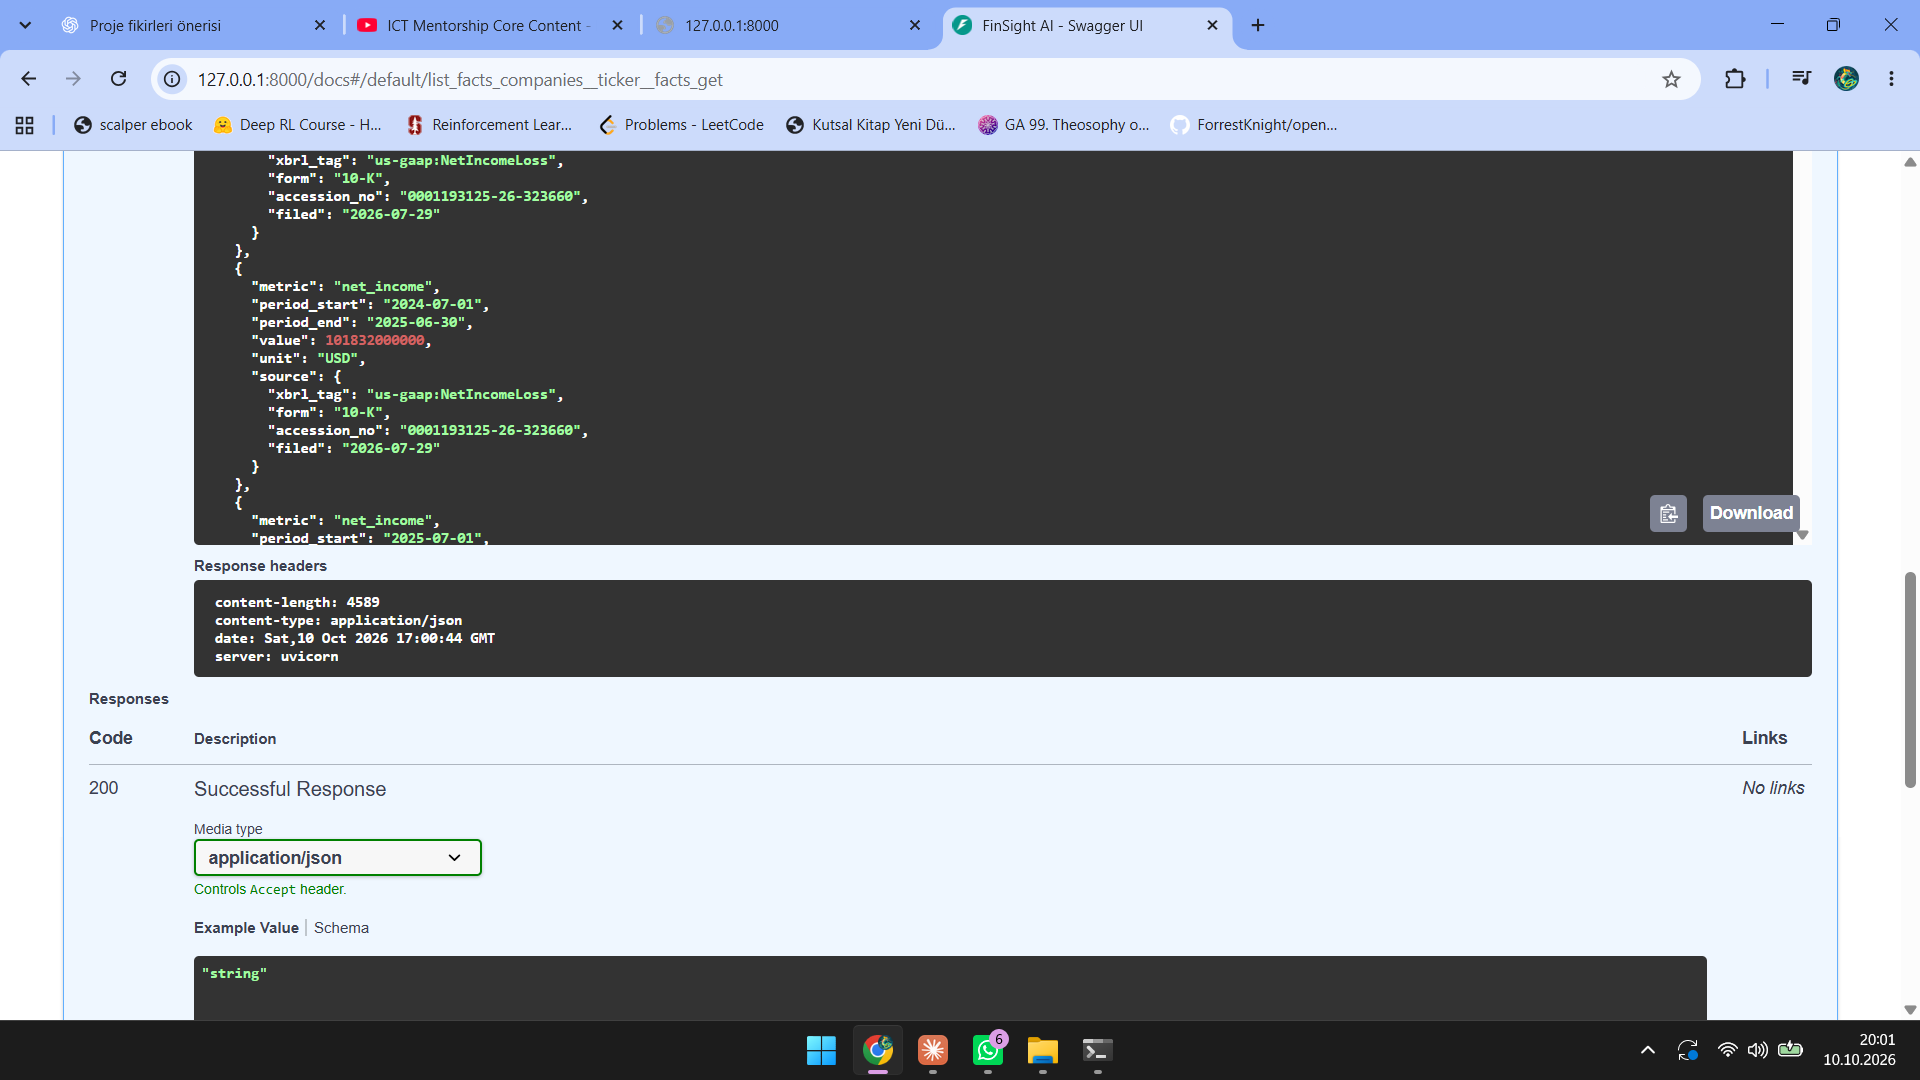 Proje fikirleri önerisi
ICT Mentorship Core Content -
127.0.0.1:8000
FinSight AI - Swagger UI
127.0.0.1:8000/docs#/default/list_facts_companies__ticker__facts_get
scalper ebook
Deep RL Course - H...
Reinforcement Lear...
Problems - LeetCode
Kutsal Kitap Yeni Dü...
GA 99. Theosophy o...
ForrestKnight/open...
"xbrl_tag": "us-gaap:NetIncomeLoss",
"form": "10-K",
"accession_no": "0001193125-26-323660",
"filed": "2026-07-29"
}
},
{
"metric": "net_income",
"period_start": "2024-07-01",
"period_end": "2025-06-30",
"value": 101832000000,
"unit": "USD",
"source": {
"xbrl_tag": "us-gaap:NetIncomeLoss",
"form": "10-K",
"accession_no": "0001193125-26-323660",
"filed": "2026-07-29"
}
},
{
"metric": "net_income",
"period_start": "2025-07-01",
Download
Response headers
content-length: 4589
content-type: application/json
date: Sat,10 Oct 2026 17:00:44 GMT
server: uvicorn
Responses
Code Description Links
200 Successful Response No links
Media type
application/json
Controls Accept header.
Example Value | Schema
"string"
6
20:01
10.10.2026